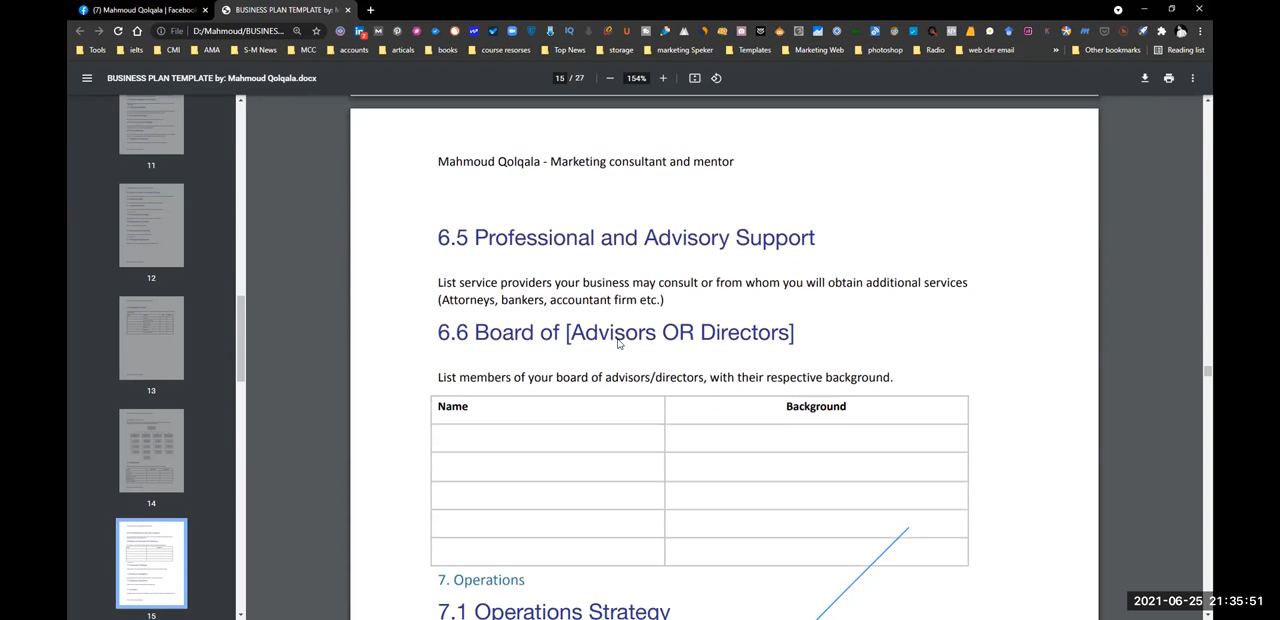 (7) Mahmoud Qolqala | Facebook
BUSINESS PLAN TEMPLATE by: M
File
D:/Mahmoud/BUSINES...
Tools
ielts
CMI
AMA
S-M News
MCC
accounts
articals
books
course resorses
Top News
storage
marketing Speker
Templates
Marketing Web
photoshop
Radio
web cler email
»
Other bookmarks
Reading list
BUSINESS PLAN TEMPLATE by: Mahmoud Qolqala.docx
15 / 27
154%
11
12
13
14
15
Mahmoud Qolqala - Marketing consultant and mentor
6.5 Professional and Advisory Support
List service providers your business may consult or from whom you will obtain additional services
(Attorneys, bankers, accountant firm etc.)
6.6 Board of [Advisors OR Directors]
List members of your board of advisors/directors, with their respective background.
Name
Background
7. Operations
7.1 Operations Strategy
2021-06-25 21:35:51